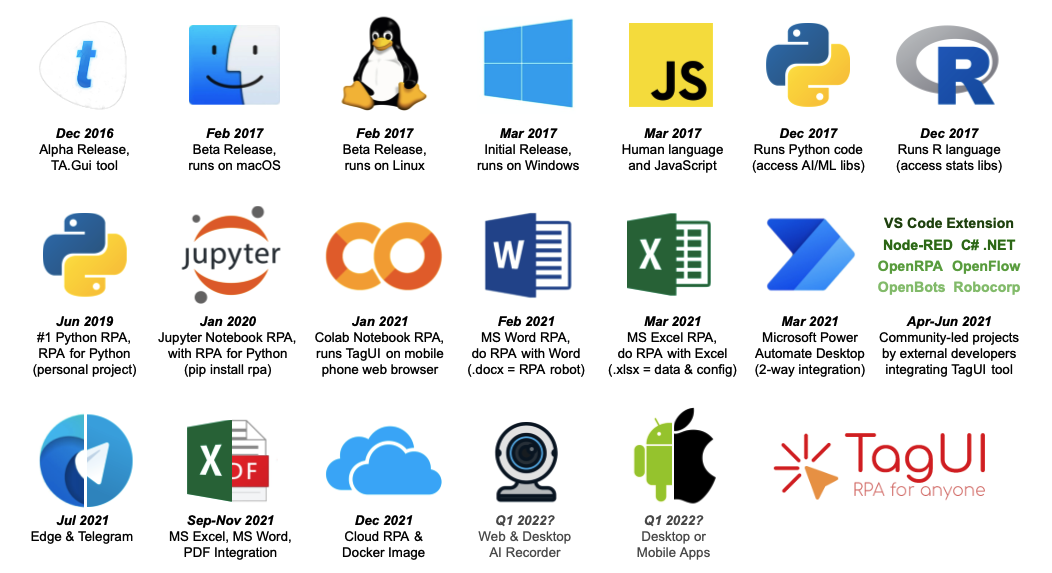 t
JS
R
Dec 2016
Alpha Release,
TA.Gui tool
Feb 2017
Beta Release,
runs on macOS
Feb 2017
Beta Release,
runs on Linux
Mar 2017
Initial Release,
runs on Windows
Mar 2017
Human language
and JavaScript
Dec 2017
Runs Python code
(access AI/ML libs)
Dec 2017
Runs R language
(access stats libs)
jupyter
W
X
VS Code Extension
Node-RED C# .NET
OpenRPA OpenFlow
OpenBots Robocorp
Jun 2019
#1 Python RPA,
RPA for Python
(personal project)
Jan 2020
Jupyter Notebook RPA,
with RPA for Python
(pip install rpa)
Jan 2021
Colab Notebook RPA,
runs TagUI on mobile
phone web browser
Feb 2021
MS Word RPA,
do RPA with Word
(.docx = RPA robot)
Mar 2021
MS Excel RPA,
do RPA with Excel
(.xlsx = data & config)
Mar 2021
Microsoft Power
Automate Desktop
(2-way integration)
Apr-Jun 2021
Community-led projects
by external developers
integrating TagUI tool
X
DF
TagUI
RPA for anyone
Jul 2021
Edge & Telegram
Sep-Nov 2021
MS Excel, MS Word,
PDF Integration
Dec 2021
Cloud RPA &
Docker Image
Q1 2022?
Web & Desktop
AI Recorder
Q1 2022?
Desktop or
Mobile Apps